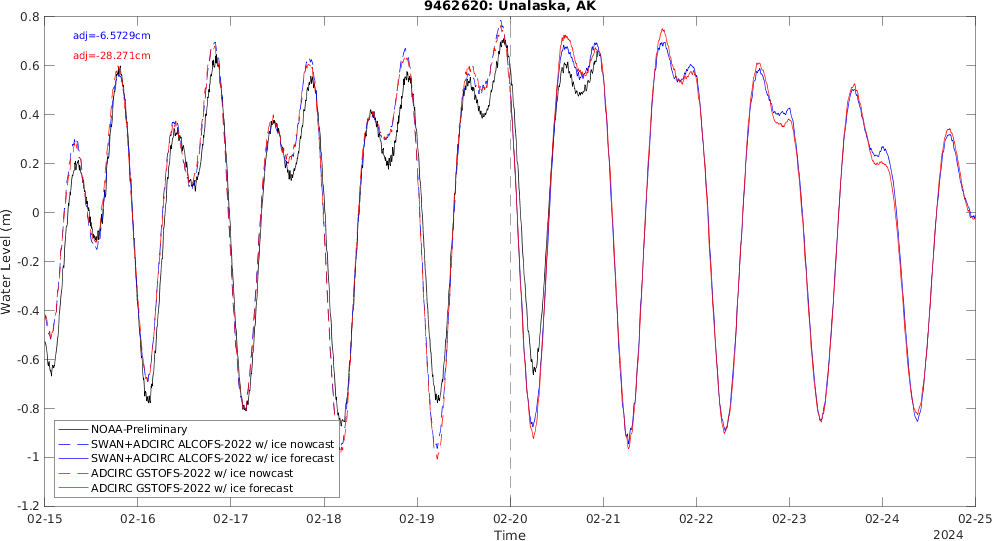 9462620: Unalaska, AK
adj=-6.5729cm
adj=-28.271cm
Water Level (m)
0.8
0.6
0.4
0.2
0
-0.2
-0.4
-0.6
-0.8
-1
-1.2
NOAA-Preliminary
SWAN+ADCIRC ALCOFS-2022 w/ ice nowcast
SWAN+ADCIRC ALCOFS-2022 w/ ice forecast
ADCIRC GSTOFS-2022 w/ ice nowcast
ADCIRC GSTOFS-2022 w/ ice forecast
02-15 02-16 02-17 02-18 02-19 02-20 02-21 02-22 02-23 02-24 02-25
Time
2024